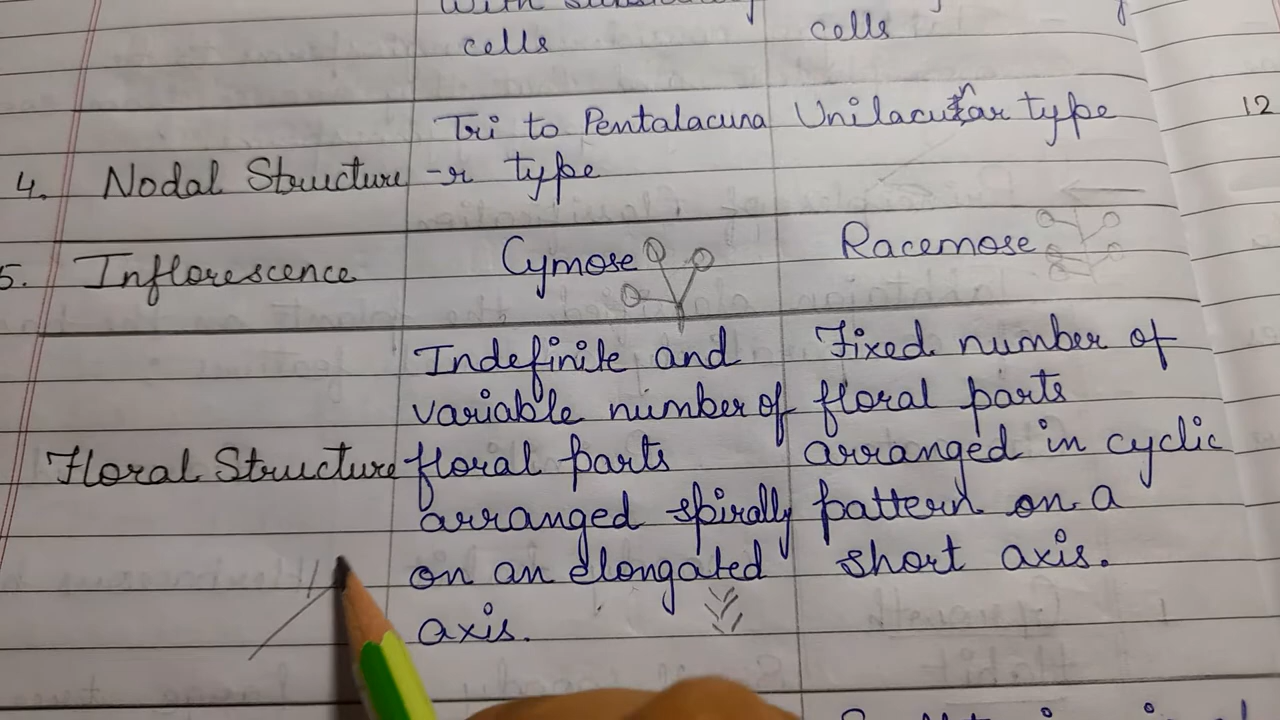 with
cells
cells
12
4. Nodal Structure
Tri to Pentalacuna
-r type
Unilacunar type
5. Inflorescence
Cymose
Racemose
Floral Structure
Indefinite and
variable number of
floral parts
arranged spirally
on an elongated
axis.
Fixed number of
floral parts
arranged in cyclic
pattern on a
short axis.